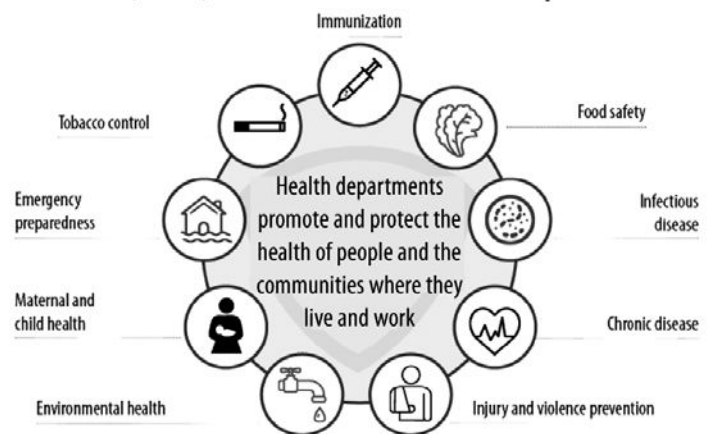 Immunization
Tobacco control
Food safety
Emergency
preparedness
Infectious
disease
Health departments
promote and protect the
health of people and the
communities where they
live and work
Maternal and
child health
Chronic disease
Environmental health
Injury and violence prevention